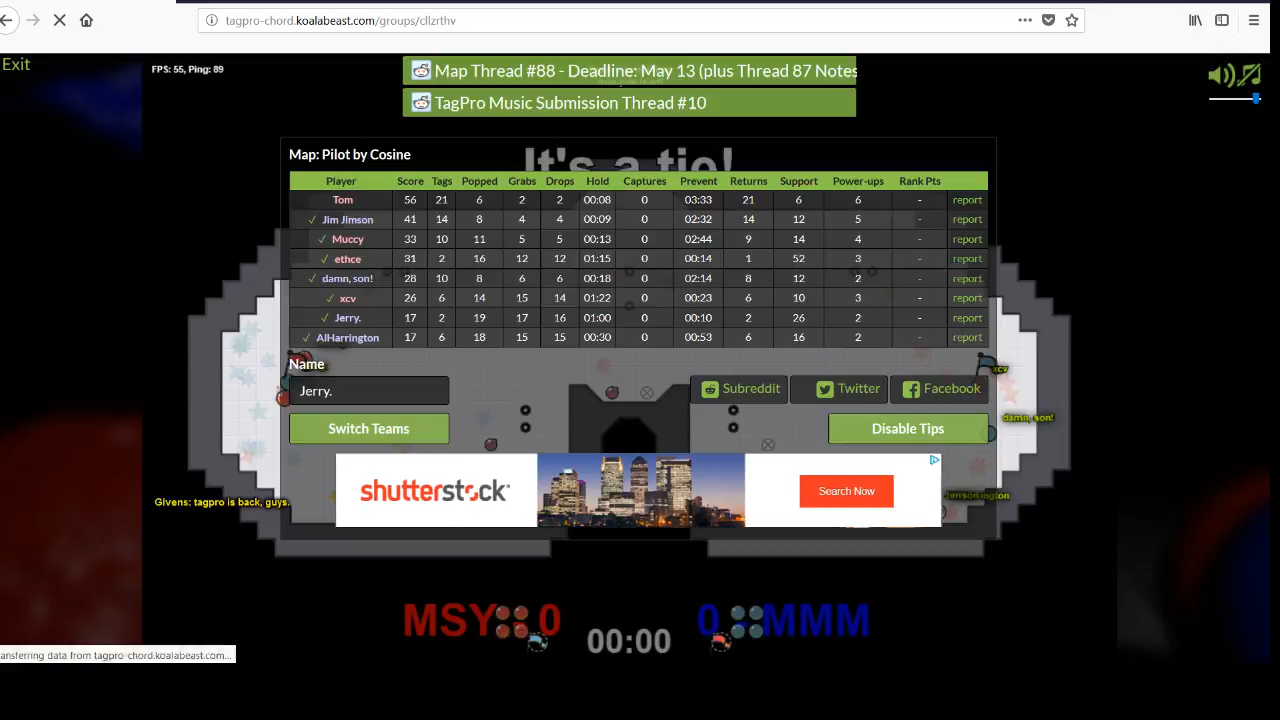 tagpro-chord.koalabeast.com/groups/cllzrthv
Exit
FPS: 55, Ping: 89
Map Thread #88 - Deadline: May 13 (plus Thread 87 Notes
TagPro Music Submission Thread #10
It's a tie!
Map: Pilot by Cosine
Player Score Tags Popped Grabs Drops Hold Captures Prevent Returns Support Power-ups Rank Pts
Tom 56 21 6 2 2 00:08 0 03:33 21 6 6 - report
✓ Jim Jimson 41 14 8 4 4 00:09 0 02:32 14 12 5 - report
✓ Muccy 33 10 11 5 5 00:13 0 02:44 9 14 4 - report
✓ ethce 31 2 16 12 12 01:15 0 00:14 1 52 3 - report
✓ damn, son! 28 10 8 6 6 00:18 0 02:14 8 12 2 - report
✓ xcv 26 6 14 15 14 01:22 0 00:23 6 10 3 - report
✓ Jerry. 17 2 19 17 16 01:00 0 00:10 2 26 2 - report
✓ AlHarrington 17 6 18 15 15 00:30 0 00:53 6 16 2 - report
Name
Jerry.
Subreddit Twitter Facebook
Switch Teams
Disable Tips
xcv
damn, son!
shutterstock
Search Now
Givens: tagpro is back, guys.
MSY 0 0 MMM
00:00
ansferring data from tagpro-chord.koalabeast.com...